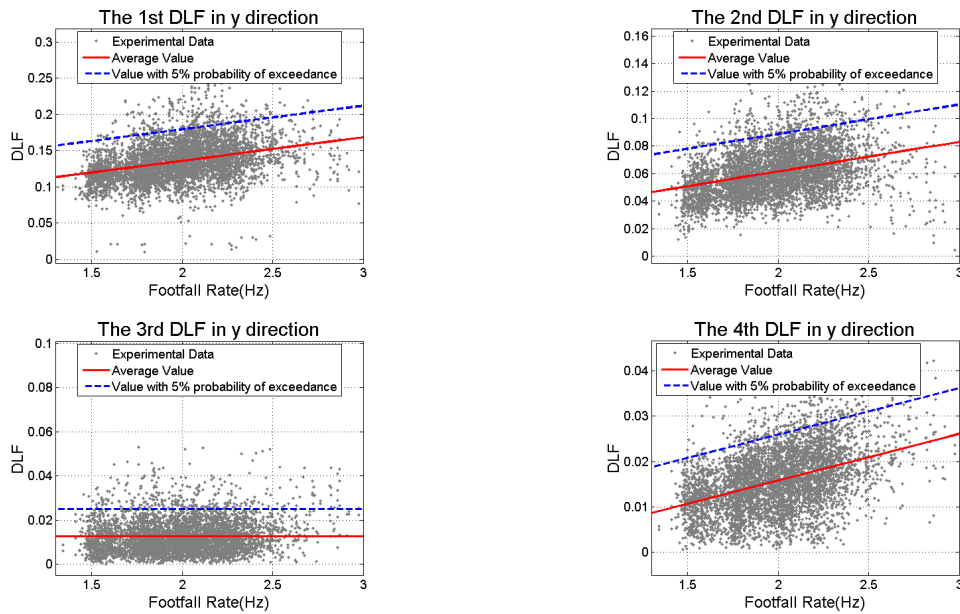 The 1st DLF in y direction
0.3
0.25
0.2
0.15
0.1
0.05
0
DLF
Experimental Data
Average Value
Value with 5% probability of exceedance
1.5 2 2.5 3
Footfall Rate(Hz)
The 2nd DLF in y direction
0.16
0.14
0.12
0.1
0.08
0.06
0.04
0.02
0
DLF
Experimental Data
Average Value
Value with 5% probability of exceedance
1.5 2 2.5 3
Footfall Rate(Hz)
The 3rd DLF in y direction
0.1
0.08
0.06
0.04
0.02
0
DLF
Experimental Data
Average Value
Value with 5% probability of exceedance
1.5 2 2.5 3
Footfall Rate(Hz)
The 4th DLF in y direction
0.04
0.03
0.02
0.01
0
DLF
Experimental Data
Average Value
Value with 5% probability of exceedance
1.5 2 2.5 3
Footfall Rate(Hz)